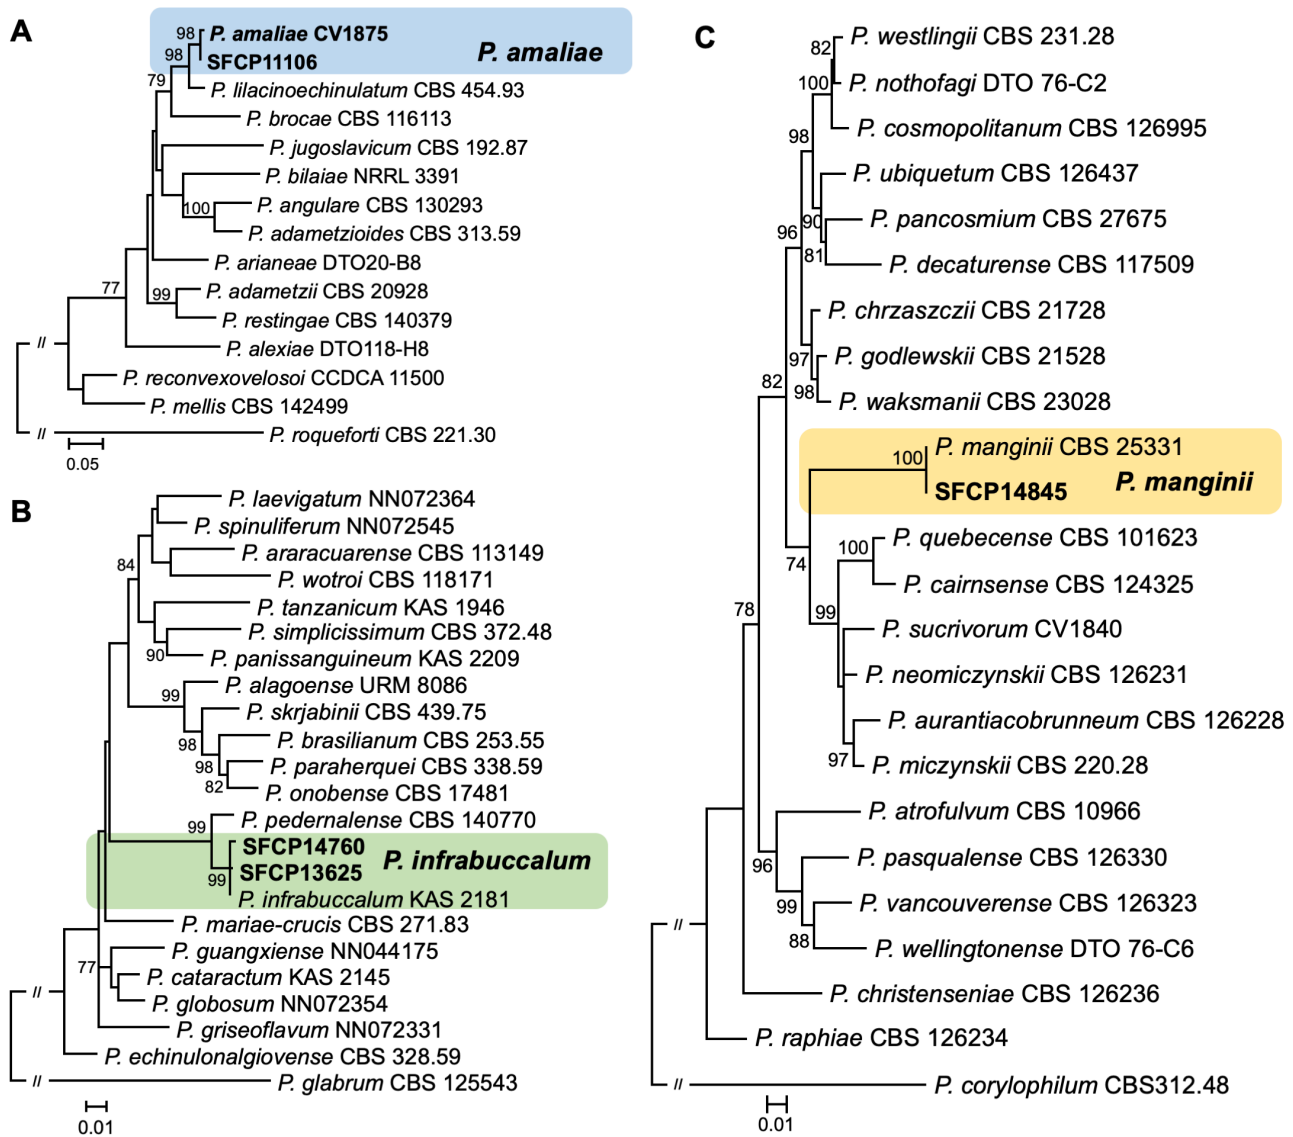 A
98
P. amaliae CV1875
98
SFCP11106
P. amaliae
79
P. lilacinoechinulatum CBS 454.93
P. brocae CBS 116113
P. jugoslavicum CBS 192.87
P. bilaiae NRRL 3391
100
P. angulare CBS 130293
P. adametzioides CBS 313.59
P. arianeae DTO20-B8
77
99
P. adametzii CBS 20928
P. restingae CBS 140379
//
P. alexiae DTO118-H8
P. reconvexovelosoi CCDCA 11500
P. mellis CBS 142499
//
P. roqueforti CBS 221.30
0.05
B
P. laevigatum NN072364
P. spinuliferum NN072545
P. araracuarense CBS 113149
84
P. wotroi CBS 118171
P. tanzanicum KAS 1946
P. simplicissimum CBS 372.48
90
P. panissanguineum KAS 2209
99
P. alagoense URM 8086
P. skrjabinii CBS 439.75
98
P. brasilianum CBS 253.55
98
P. paraherquei CBS 338.59
82
P. onobense CBS 17481
99
P. pedernalense CBS 140770
SFCP14760
SFCP13625
P. infrabuccalum
99
P. infrabuccalum KAS 2181
P. mariae-crucis CBS 271.83
P. guangxiense NN044175
77
P. cataractum KAS 2145
//
P. globosum NN072354
P. griseoflavum NN072331
P. echinulonalgiovense CBS 328.59
//
P. glabrum CBS 125543
0.01
C
P. westlingii CBS 231.28
82
100
P. nothofagi DTO 76-C2
P. cosmopolitanum CBS 126995
98
P. ubiquetum CBS 126437
90
P. pancosmium CBS 27675
96
81
P. decaturense CBS 117509
P. chrzaszczii CBS 21728
97
P. godlewskii CBS 21528
82
98
P. waksmanii CBS 23028
P. manginii CBS 25331
100
SFCP14845
P. manginii
P. quebecense CBS 101623
100
74
P. cairnsense CBS 124325
78
99
P. sucrivorum CV1840
P. neomiczynskii CBS 126231
P. aurantiacobrunneum CBS 126228
97
P. miczynskii CBS 220.28
P. atrofulvum CBS 10966
96
P. pasqualense CBS 126330
99
P. vancouverense CBS 126323
//
88
P. wellingtonense DTO 76-C6
P. christenseniae CBS 126236
P. raphiae CBS 126234
//
P. corylophilum CBS312.48
0.01